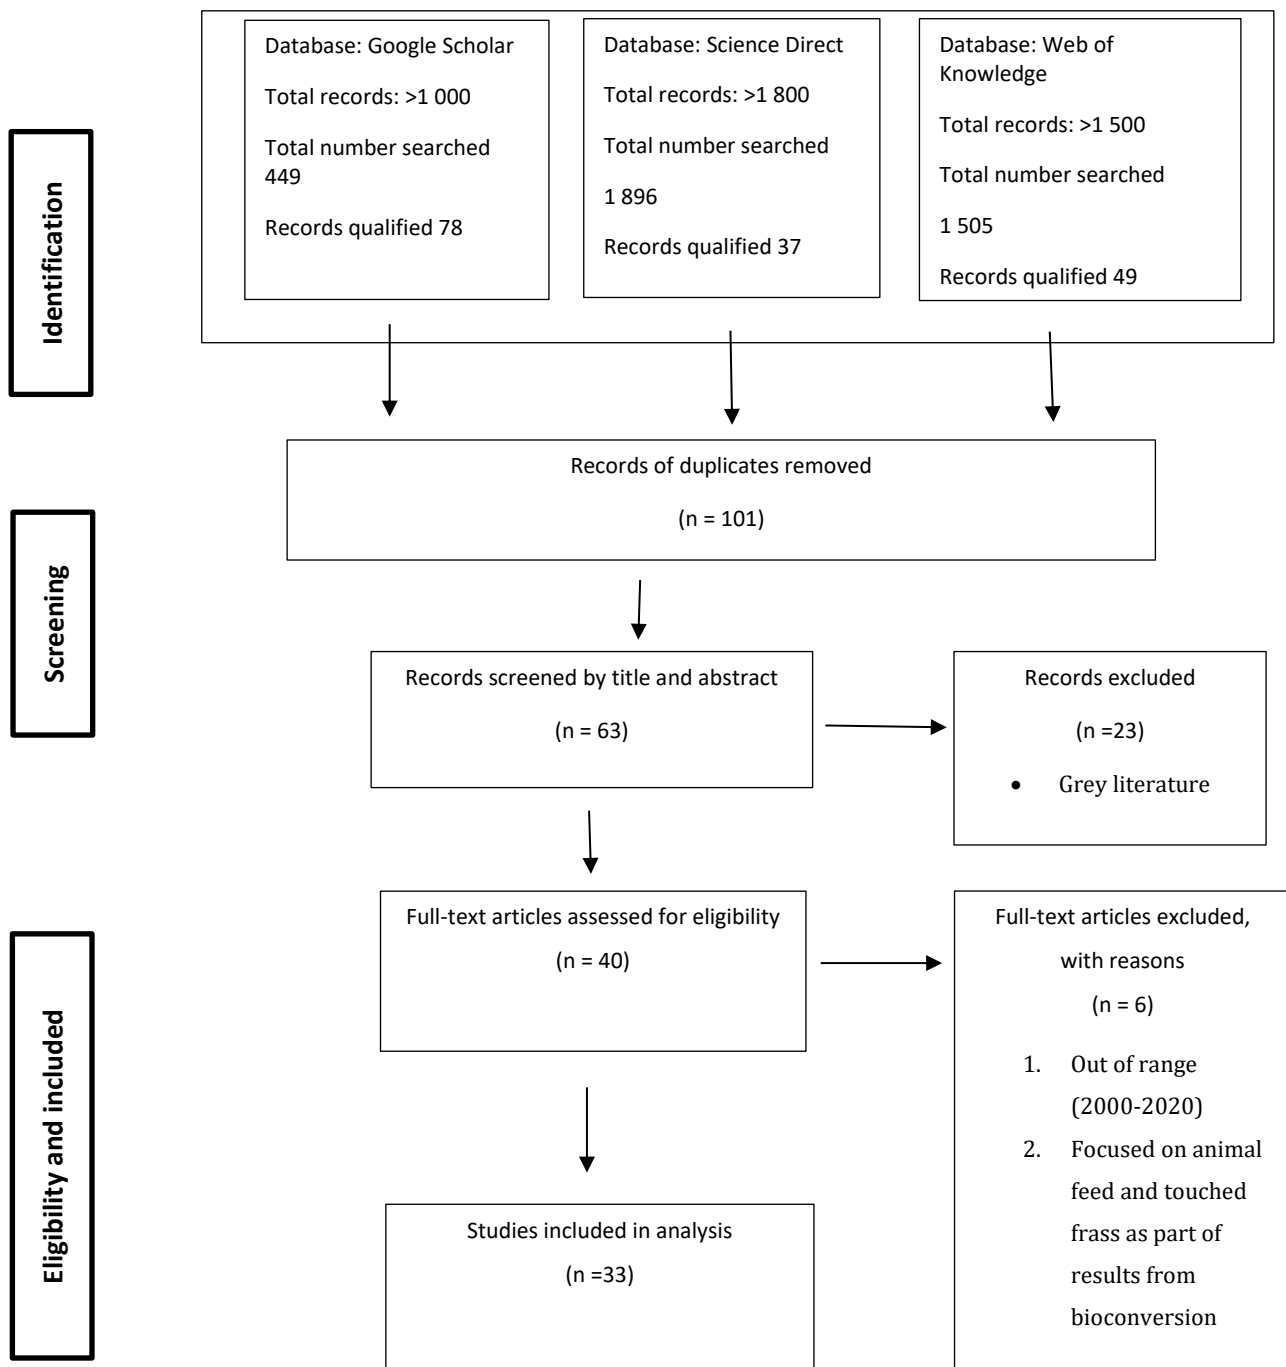 Identification
Database: Google Scholar
Total records: >1 000
Total number searched
449
Records qualified 78
Database: Science Direct
Total records: >1 800
Total number searched
1 896
Records qualified 37
Database: Web of
Knowledge
Total records: >1 500
Total number searched
1 505
Records qualified 49
Records of duplicates removed
(n = 101)
Screening
Records screened by title and abstract
(n = 63)
Records excluded
(n =23)
• Grey literature
Eligibility and included
Full-text articles assessed for eligibility
(n = 40)
Full-text articles excluded,
with reasons
(n = 6)
1. Out of range
(2000-2020)
2. Focused on animal
feed and touched
frass as part of
results from
bioconversion
Studies included in analysis
(n =33)